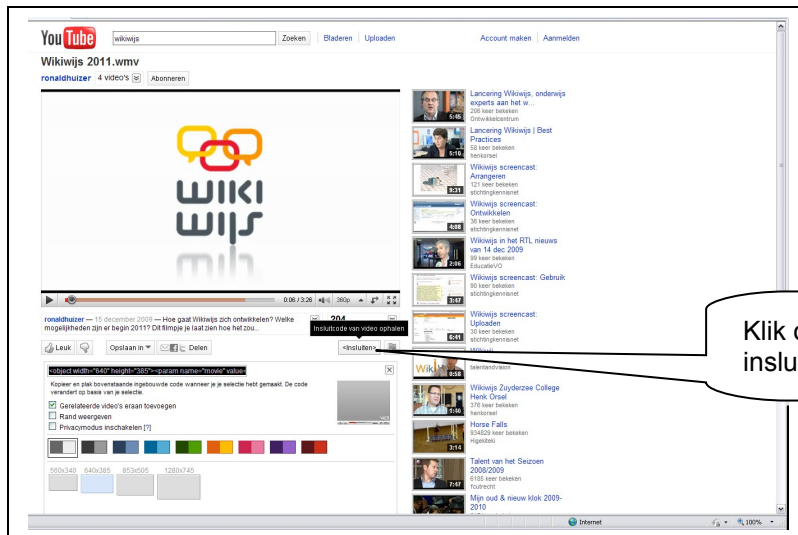 You Tube wikiwijs Zoeken Bladeren Uploaden Account maken Aanmelden
Wikiwijs 2011.wmv
ronaldhuizer 4 video's Abonneren
WIKI
WIJS
0:06 / 3:26 360p
ronaldhuizer — 15 december 2009 — Hoe gaat Wikiwijs zich ontwikkelen? Welke
mogelijkheden zijn er begin 2011? Dit filmpje je laat zien hoe het zou...
204
Insluitcode van video ophalen
Leuk Opslaan in Delen <Insluiten>
<object width="640" height="385"><param name="movie" value=
Kopieer en plak bovenstaande ingebouwde code wanneer je je selectie hebt gemaakt. De code
verandert op basis van je selectie.
Gerelateerde video's eraan toevoegen
Rand weergeven
Privacymodus inschakelen [?]
560x340 640x385 853x505 1280x745
Lancering Wikiwijs, onderwijs
experts aan het w...
206 keer bekeken
Ontwikkelcentrum
5:45
Lancering Wikiwijs | Best
Practices
58 keer bekeken
henkorsel
5:10
Wikiwijs screencast:
Arrangeren
121 keer bekeken
stichtingkennisnet
9:31
Wikiwijs screencast:
Ontwikkelen
36 keer bekeken
stichtingkennisnet
4:08
Wikiwijs in het RTL nieuws
van 14 dec 2009
99 keer bekeken
EducatieVO
2:06
Wikiwijs screencast: Gebruik
90 keer bekeken
stichtingkennisnet
3:47
Wikiwijs screencast:
Uploaden
30 keer bekeken
stichtingkennisnet
6:41
talentandvision
0:58
Wikiwijs Zuyderzee College
Henk Orsel
376 keer bekeken
henkorsel
1:40
Horse Falls
934829 keer bekeken
Higekiteki
3:14
Talent van het Seizoen
2008/2009
6185 keer bekeken
fcutrecht
7:47
Mijn oud & nieuw klok 2009-
2010
Klik o
inslu
Internet 100%